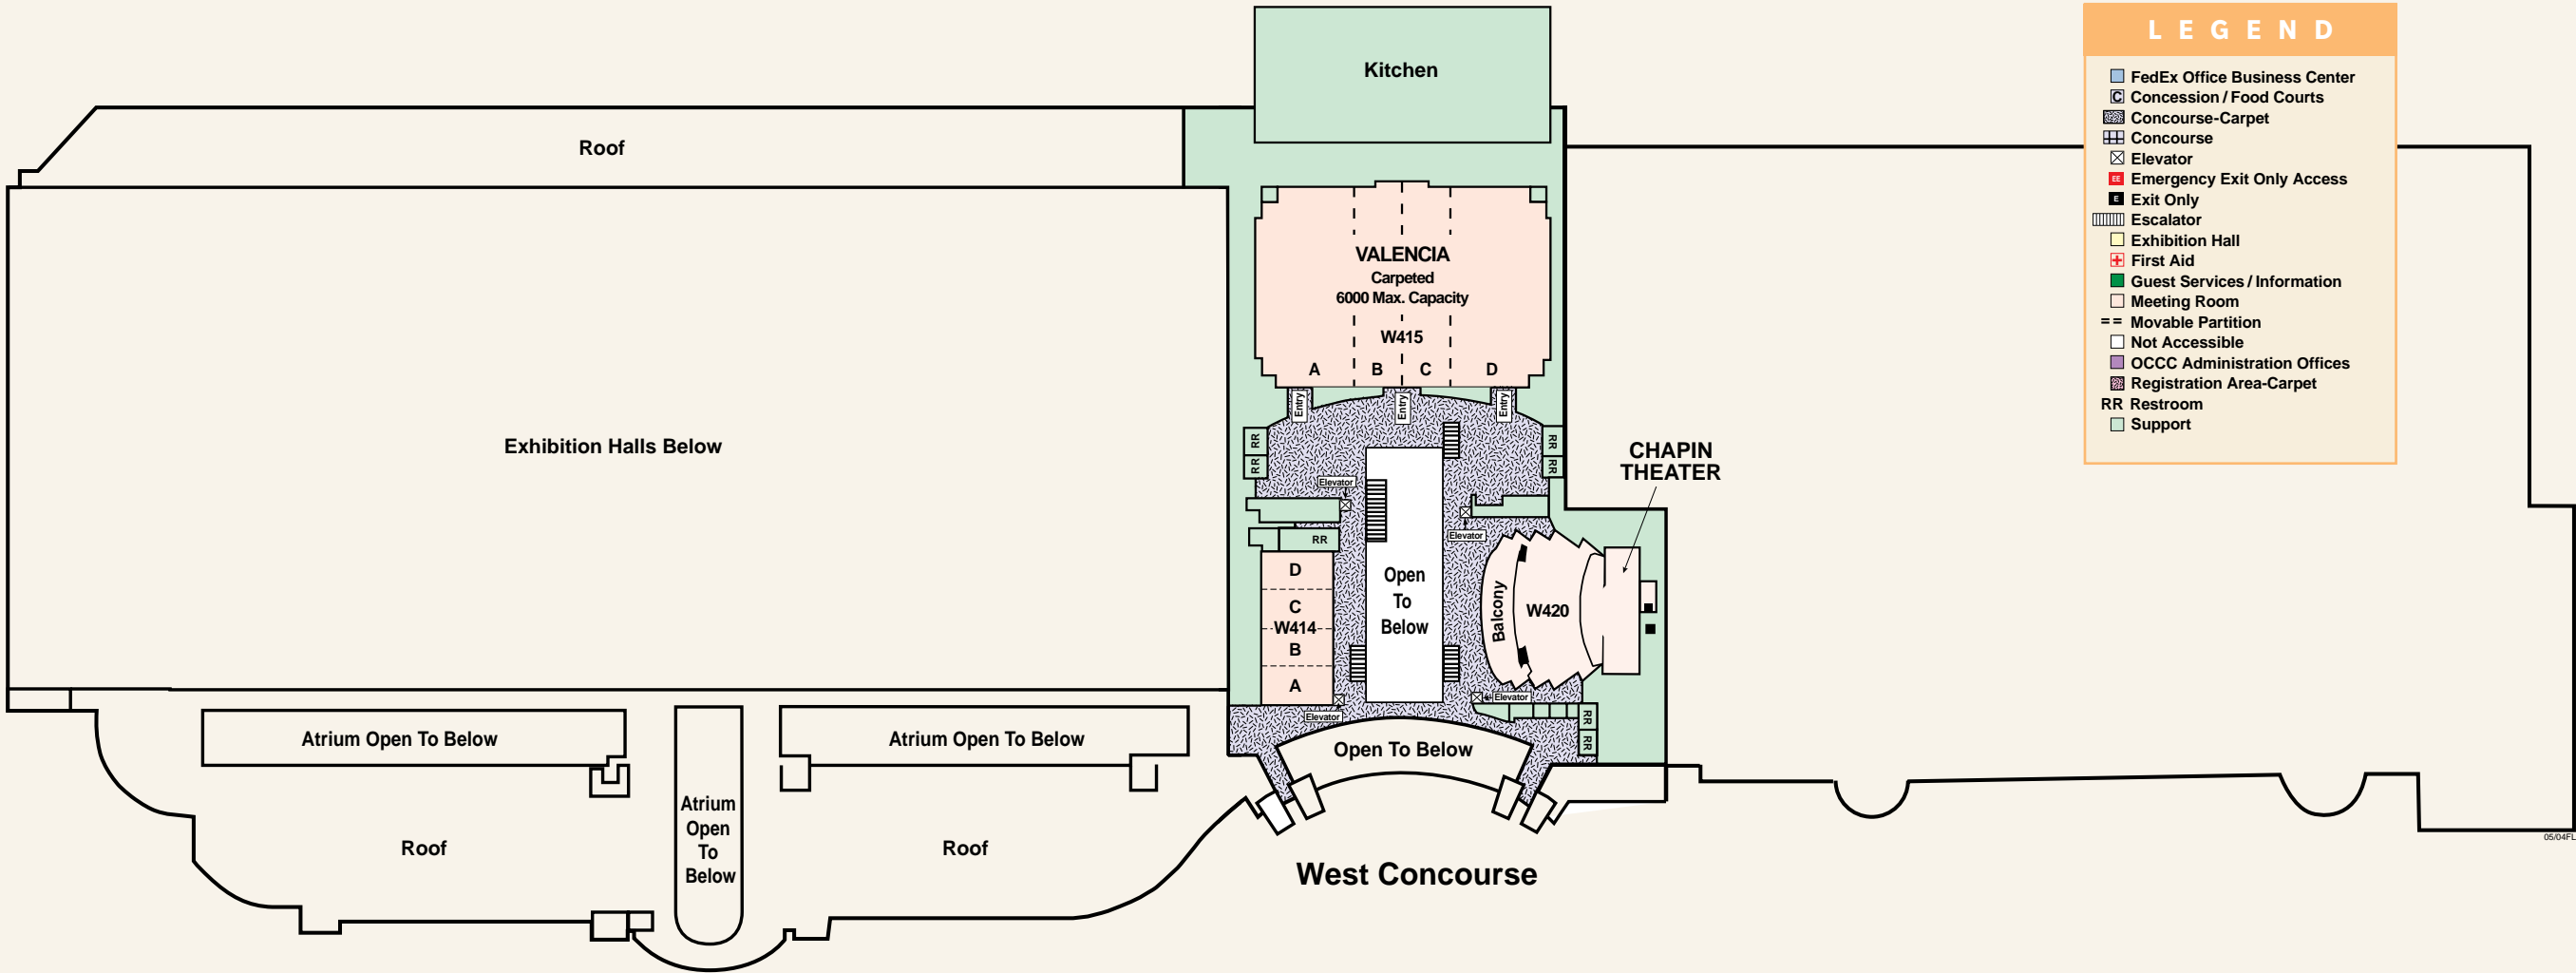 LEGEND
FedEx Office Business Center
C Concession / Food Courts
Concourse-Carpet
Concourse
Elevator
EE Emergency Exit Only Access
E Exit Only
Escalator
Exhibition Hall
First Aid
Guest Services / Information
Meeting Room
== Movable Partition
Not Accessible
OCCC Administration Offices
Registration Area-Carpet
RR Restroom
Support
Kitchen
Roof
Exhibition Halls Below
VALENCIA
Carpeted
6000 Max. Capacity
W415
A B C D
Entry
Entry
Entry
RR
RR
RR
RR
CHAPIN
THEATER
Elevator
Elevator
RR
D
C
W414
B
A
Open
To
Below
Balcony
W420
Elevator
Elevator
RR
RR
Open To Below
Atrium Open To Below
Atrium Open To Below
Atrium
Open
To
Below
Roof
Roof
West Concourse
05/04FL